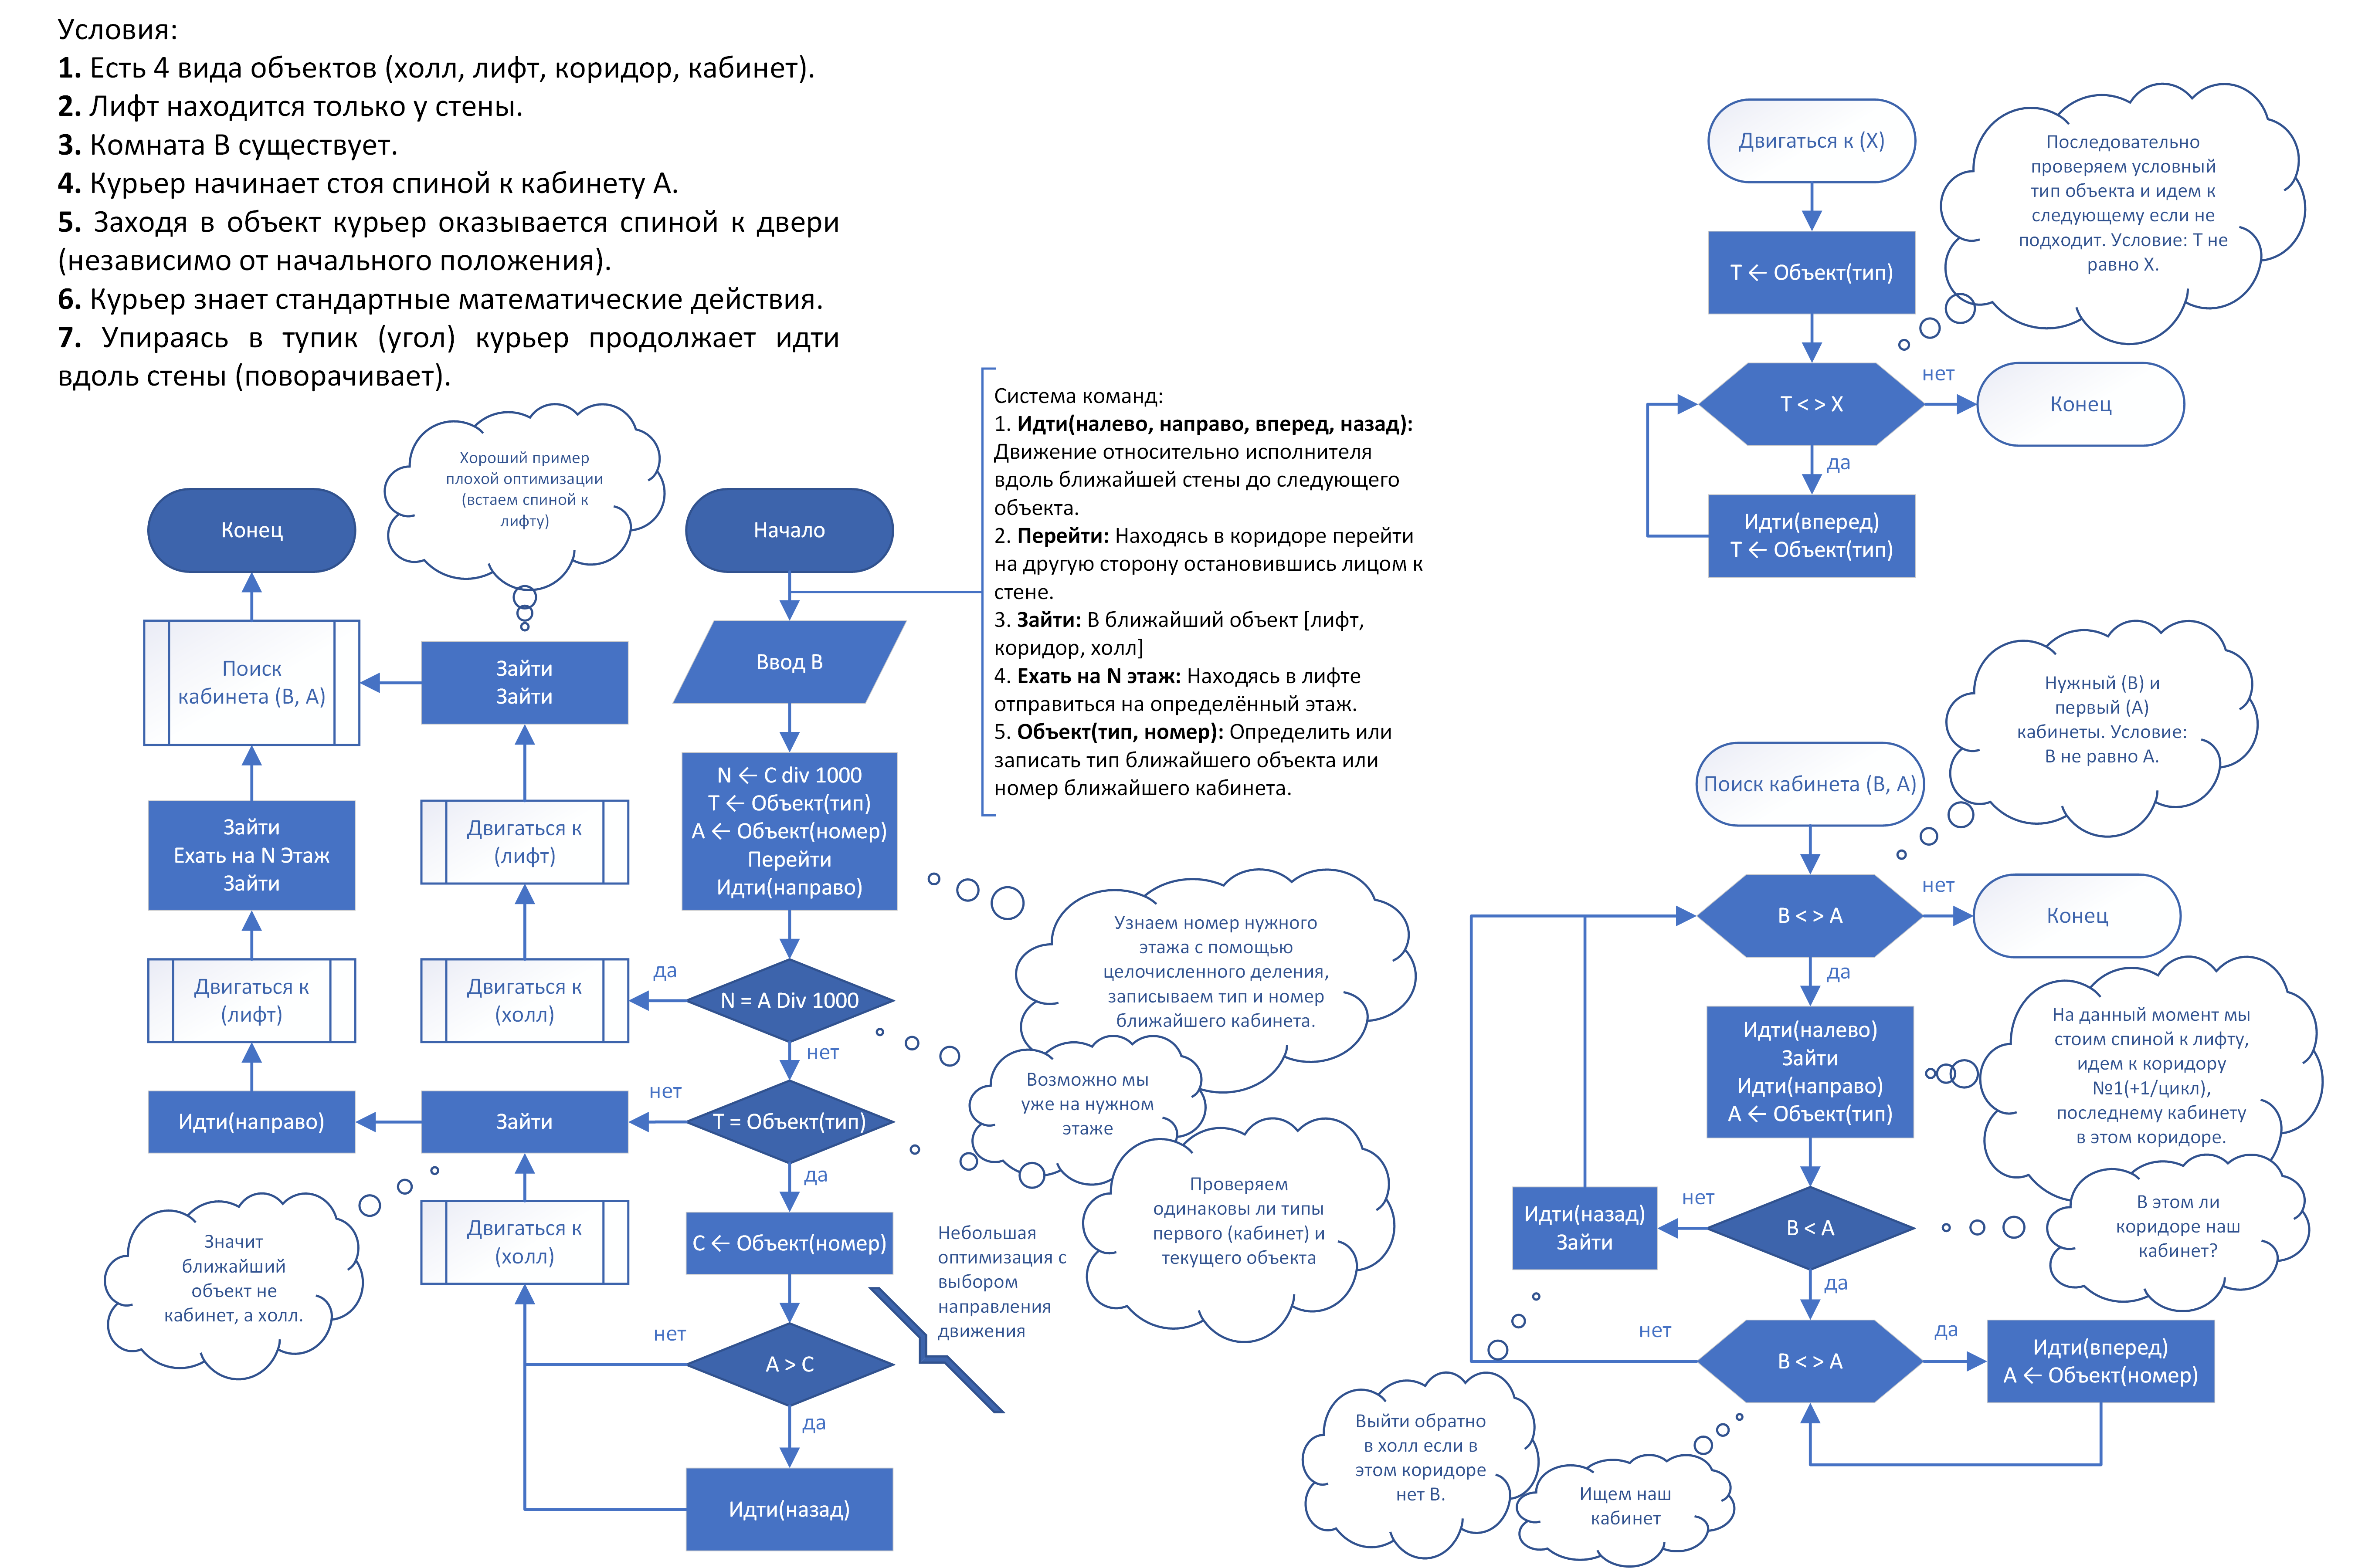 Условия:
1. Есть 4 вида объектов (холл, лифт, коридор, кабинет).
2. Лифт находится только у стены.
3. Комната В существует.
4. Курьер начинает стоя спиной к кабинету А.
5. Заходя в объект курьер оказывается спиной к двери
(независимо от начального положения).
6. Курьер знает стандартные математические действия.
7. Упираясь в тупик (угол) курьер продолжает идти
вдоль стены (поворачивает).
Хороший пример
плохой оптимизации
(встаем спиной к
лифту)
Конец
Поиск
кабинета (В, А)
Зайти
Ехать на N Этаж
Зайти
Двигаться к
(лифт)
Идти(направо)
Значит
ближайший
объект не
кабинет, а холл.
Зайти
Зайти
Двигаться к
(лифт)
Двигаться к
(холл)
Зайти
Двигаться к
(холл)
Начало
Ввод В
N ← C div 1000
T ← Объект(тип)
А ← Объект(номер)
Перейти
Идти(направо)
да
N = A Div 1000
нет
нет
T = Объект(тип)
да
С ← Объект(номер)
нет
А > С
да
Идти(назад)
Небольшая
оптимизация с
выбором
направления
движения
Система команд:
1. Идти(налево, направо, вперед, назад):
Движение относительно исполнителя
вдоль ближайшей стены до следующего
объекта.
2. Перейти: Находясь в коридоре перейти
на другую сторону остановившись лицом к
стене.
3. Зайти: В ближайший объект [лифт,
коридор, холл]
4. Ехать на N этаж: Находясь в лифте
отправиться на определённый этаж.
5. Объект(тип, номер): Определить или
записать тип ближайшего объекта или
номер ближайшего кабинета.
Узнаем номер нужного
этажа с помощью
целочисленного деления,
записываем тип и номер
ближайшего кабинета.
Возможно мы
уже на нужном
этаже
Проверяем
одинаковы ли типы
первого (кабинет) и
текущего объекта
Двигаться к (X)
T ← Объект(тип)
T < > X
нет
Конец
да
Идти(вперед)
T ← Объект(тип)
Последовательно
проверяем условный
тип объекта и идем к
следующему если не
подходит. Условие: Т не
равно Х.
Поиск кабинета (В, А)
Нужный (В) и
первый (А)
кабинеты. Условие:
В не равно А.
B < > A
нет
Конец
да
Идти(налево)
Зайти
Идти(направо)
А ← Объект(тип)
На данный момент мы
стоим спиной к лифту,
идем к коридору
№1(+1/цикл),
последнему кабинету
в этом коридоре.
нет
B < A
да
Идти(назад)
Зайти
В этом ли
коридоре наш
кабинет?
нет
B < > A
да
Идти(вперед)
А ← Объект(номер)
Выйти обратно
в холл если в
этом коридоре
нет В.
Ищем наш
кабинет